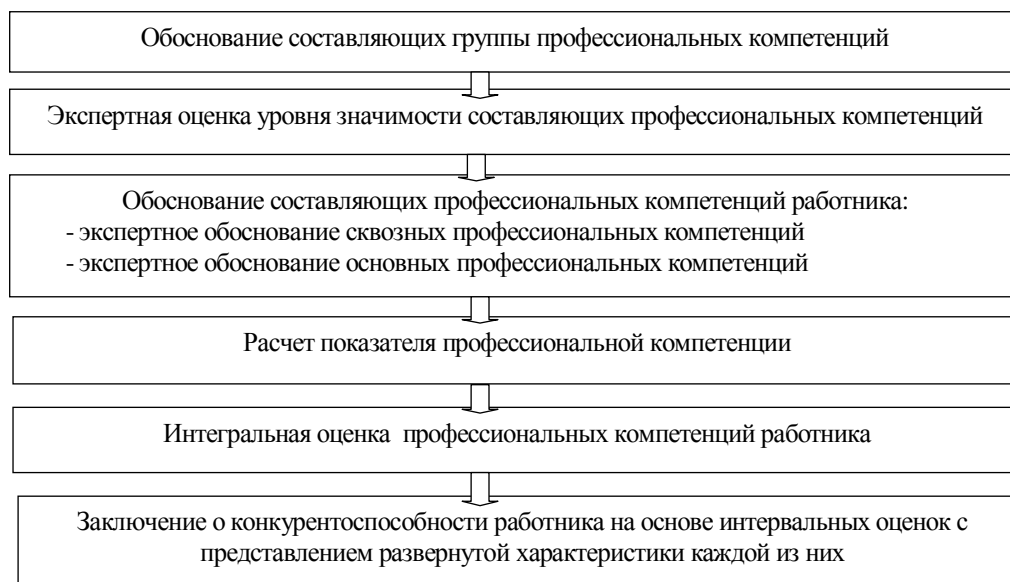 Обоснование составляющих группы профессиональных компетенций
Экспертная оценка уровня значимости составляющих профессиональных компетенций
Обоснование составляющих профессиональных компетенций работника:
- экспертное обоснование сквозных профессиональных компетенций
- экспертное обоснование основных профессиональных компетенций
Расчет показателя профессиональной компетенции
Интегральная оценка профессиональных компетенций работника
Заключение о конкурентоспособности работника на основе интервальных оценок с
представлением развернутой характеристики каждой из них